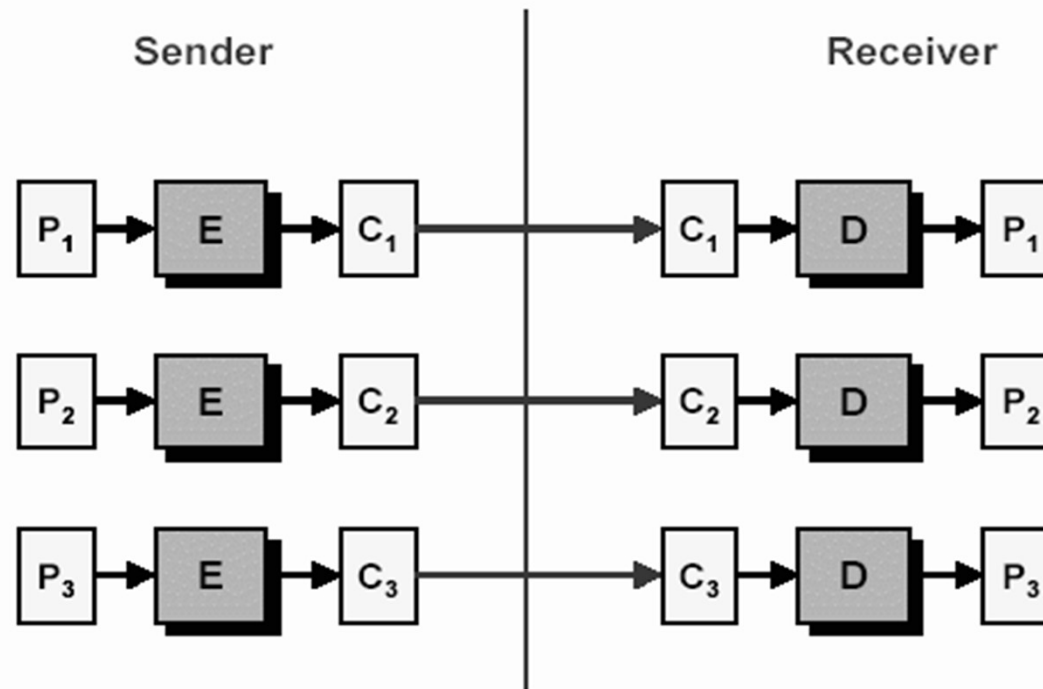 Sender Receiver
P₁ E C₁ C₁ D P₁
P₂ E C₂ C₂ D P₂
P₃ E C₃ C₃ D P₃